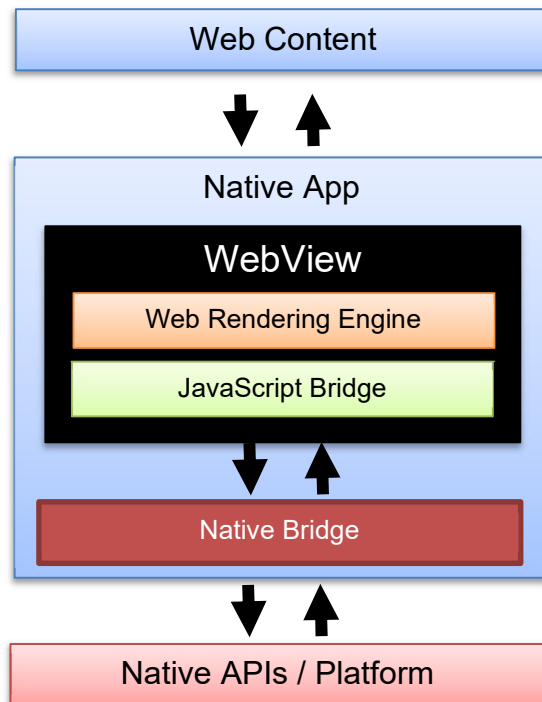 Web Content
Native App
WebView
Web Rendering Engine
JavaScript Bridge
Native Bridge
Native APIs / Platform